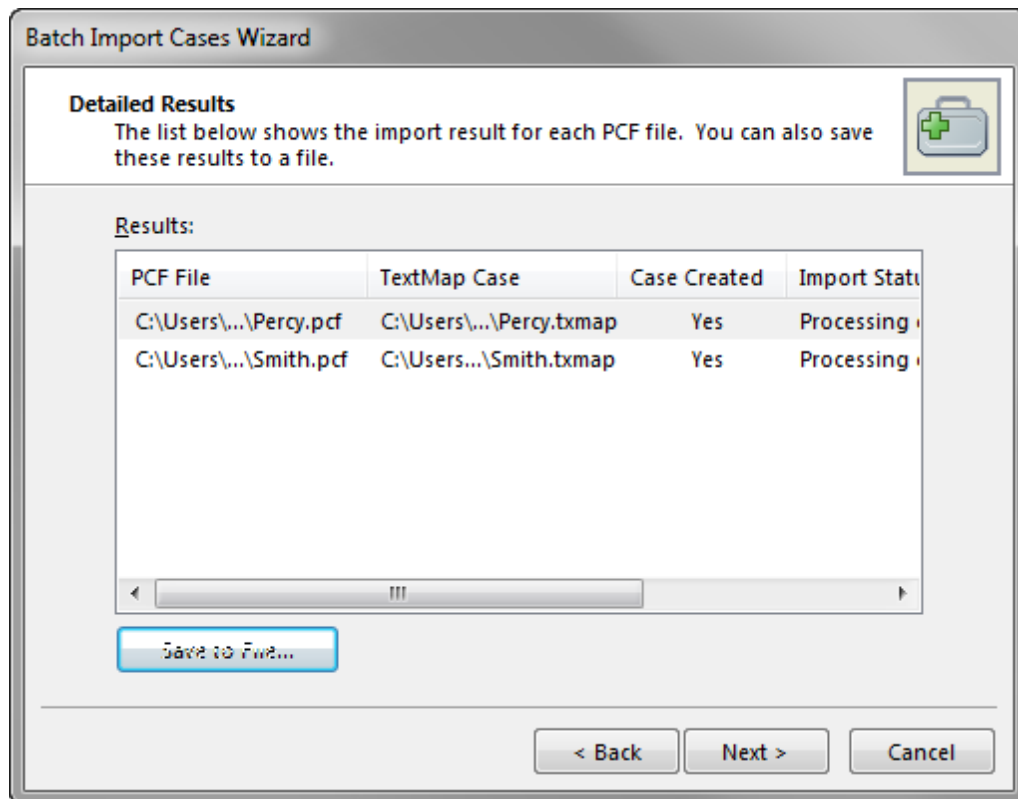 Batch Import Cases Wizard
Detailed Results
The list below shows the import result for each PCF file. You can also save
these results to a file.
Results:
PCF File TextMap Case Case Created Import Statu
C:\Users\...\Percy.pcf C:\Users\...\Percy.txmap Yes Processing
C:\Users\...\Smith.pcf C:\Users...\Smith.txmap Yes Processing
Save to File...
< Back Next > Cancel